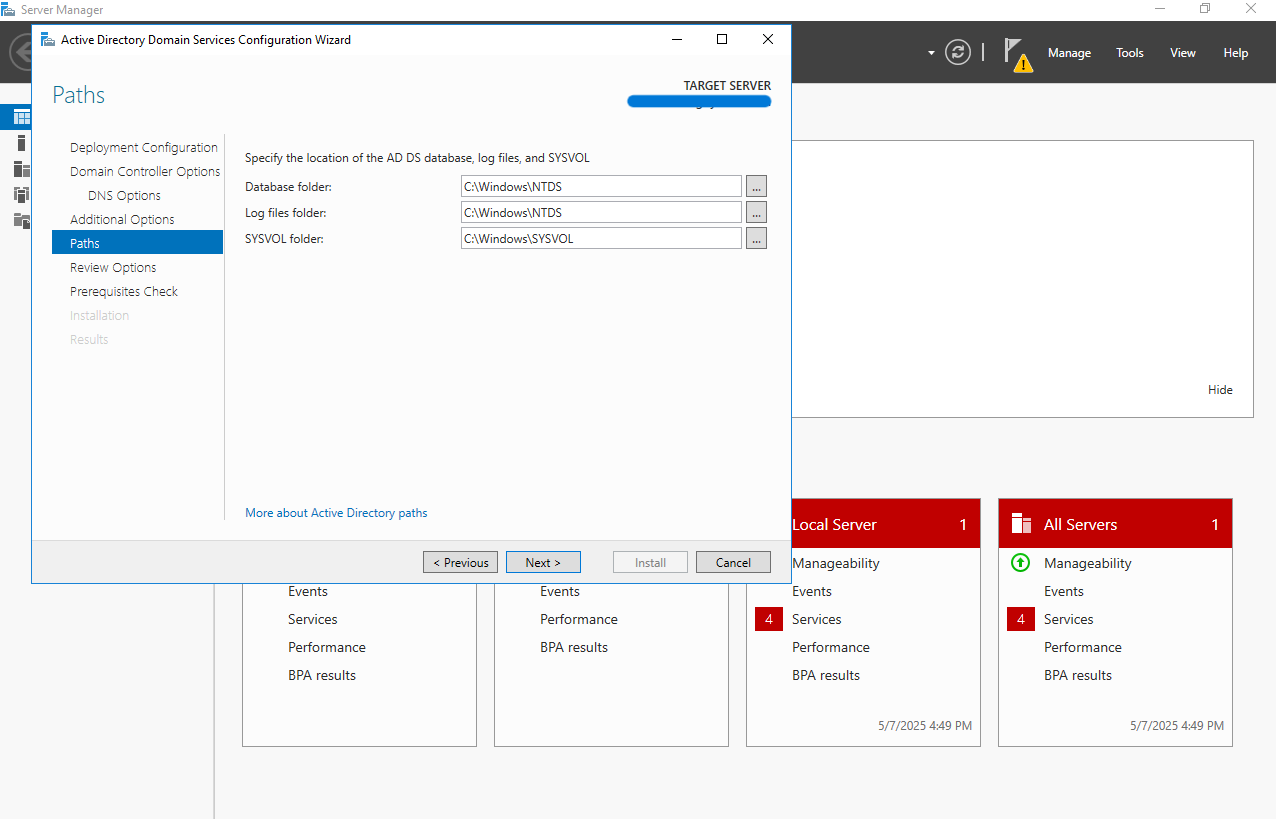 Server Manager
Active Directory Domain Services Configuration Wizard
Manage Tools View Help
Paths
TARGET SERVER
Deployment Configuration
Domain Controller Options
DNS Options
Additional Options
Paths
Review Options
Prerequisites Check
Installation
Results
Specify the location of the AD DS database, log files, and SYSVOL
Database folder: C:\Windows\NTDS ...
Log files folder: C:\Windows\NTDS ...
SYSVOL folder: C:\Windows\SYSVOL ...
More about Active Directory paths
< Previous Next > Install Cancel
Hide
Events
Services
Performance
BPA results
Events
Performance
BPA results
Local Server 1
Manageability
Events
4 Services
Performance
BPA results
5/7/2025 4:49 PM
All Servers 1
Manageability
Events
4 Services
Performance
BPA results
5/7/2025 4:49 PM